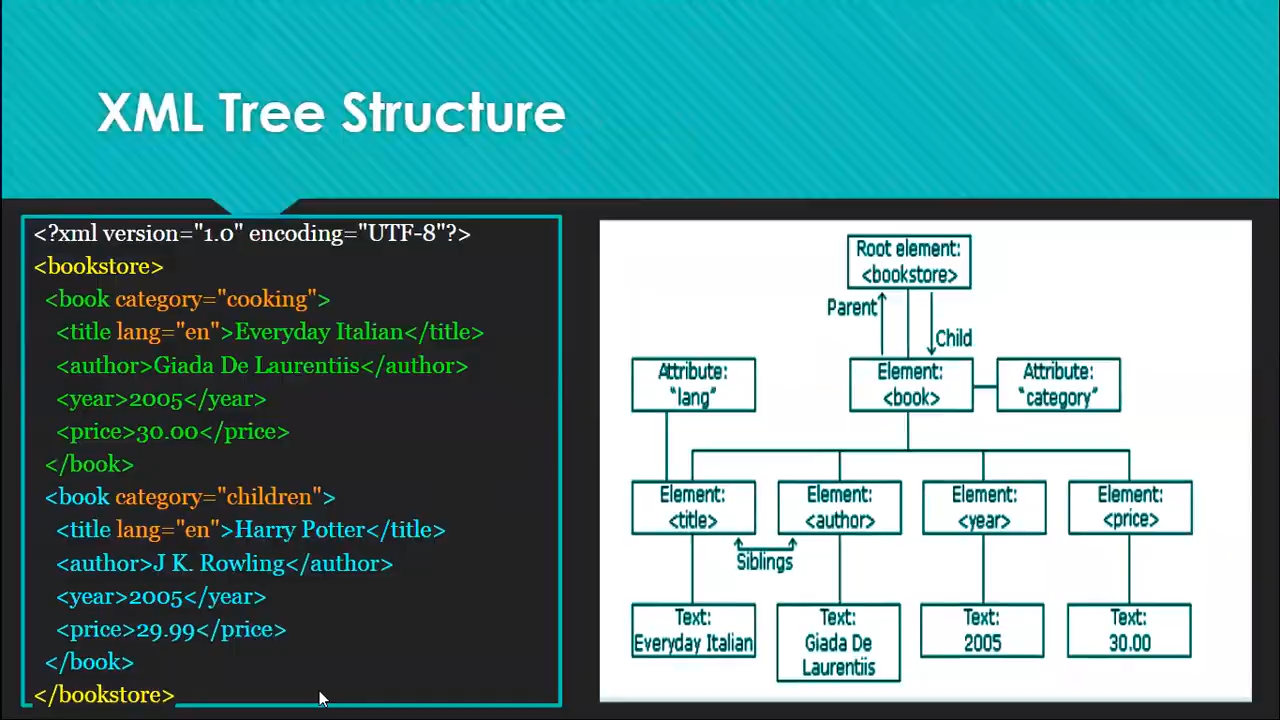 XML Tree Structure
<?xml version="1.0" encoding="UTF-8"?>
<bookstore>
<book category="cooking">
<title lang="en">Everyday Italian</title>
<author>Giada De Laurentiis</author>
<year>2005</year>
<price>30.00</price>
</book>
<book category="children">
<title lang="en">Harry Potter</title>
<author>J K. Rowling</author>
<year>2005</year>
<price>29.99</price>
</book>
</bookstore>
Root element:
<bookstore>
Parent
Child
Attribute:
"lang"
Element:
<book>
Attribute:
"category"
Element:
<title>
Element:
<author>
Element:
<year>
Element:
<price>
Siblings
Text:
Everyday Italian
Text:
Giada De
Laurentiis
Text:
2005
Text:
30.00